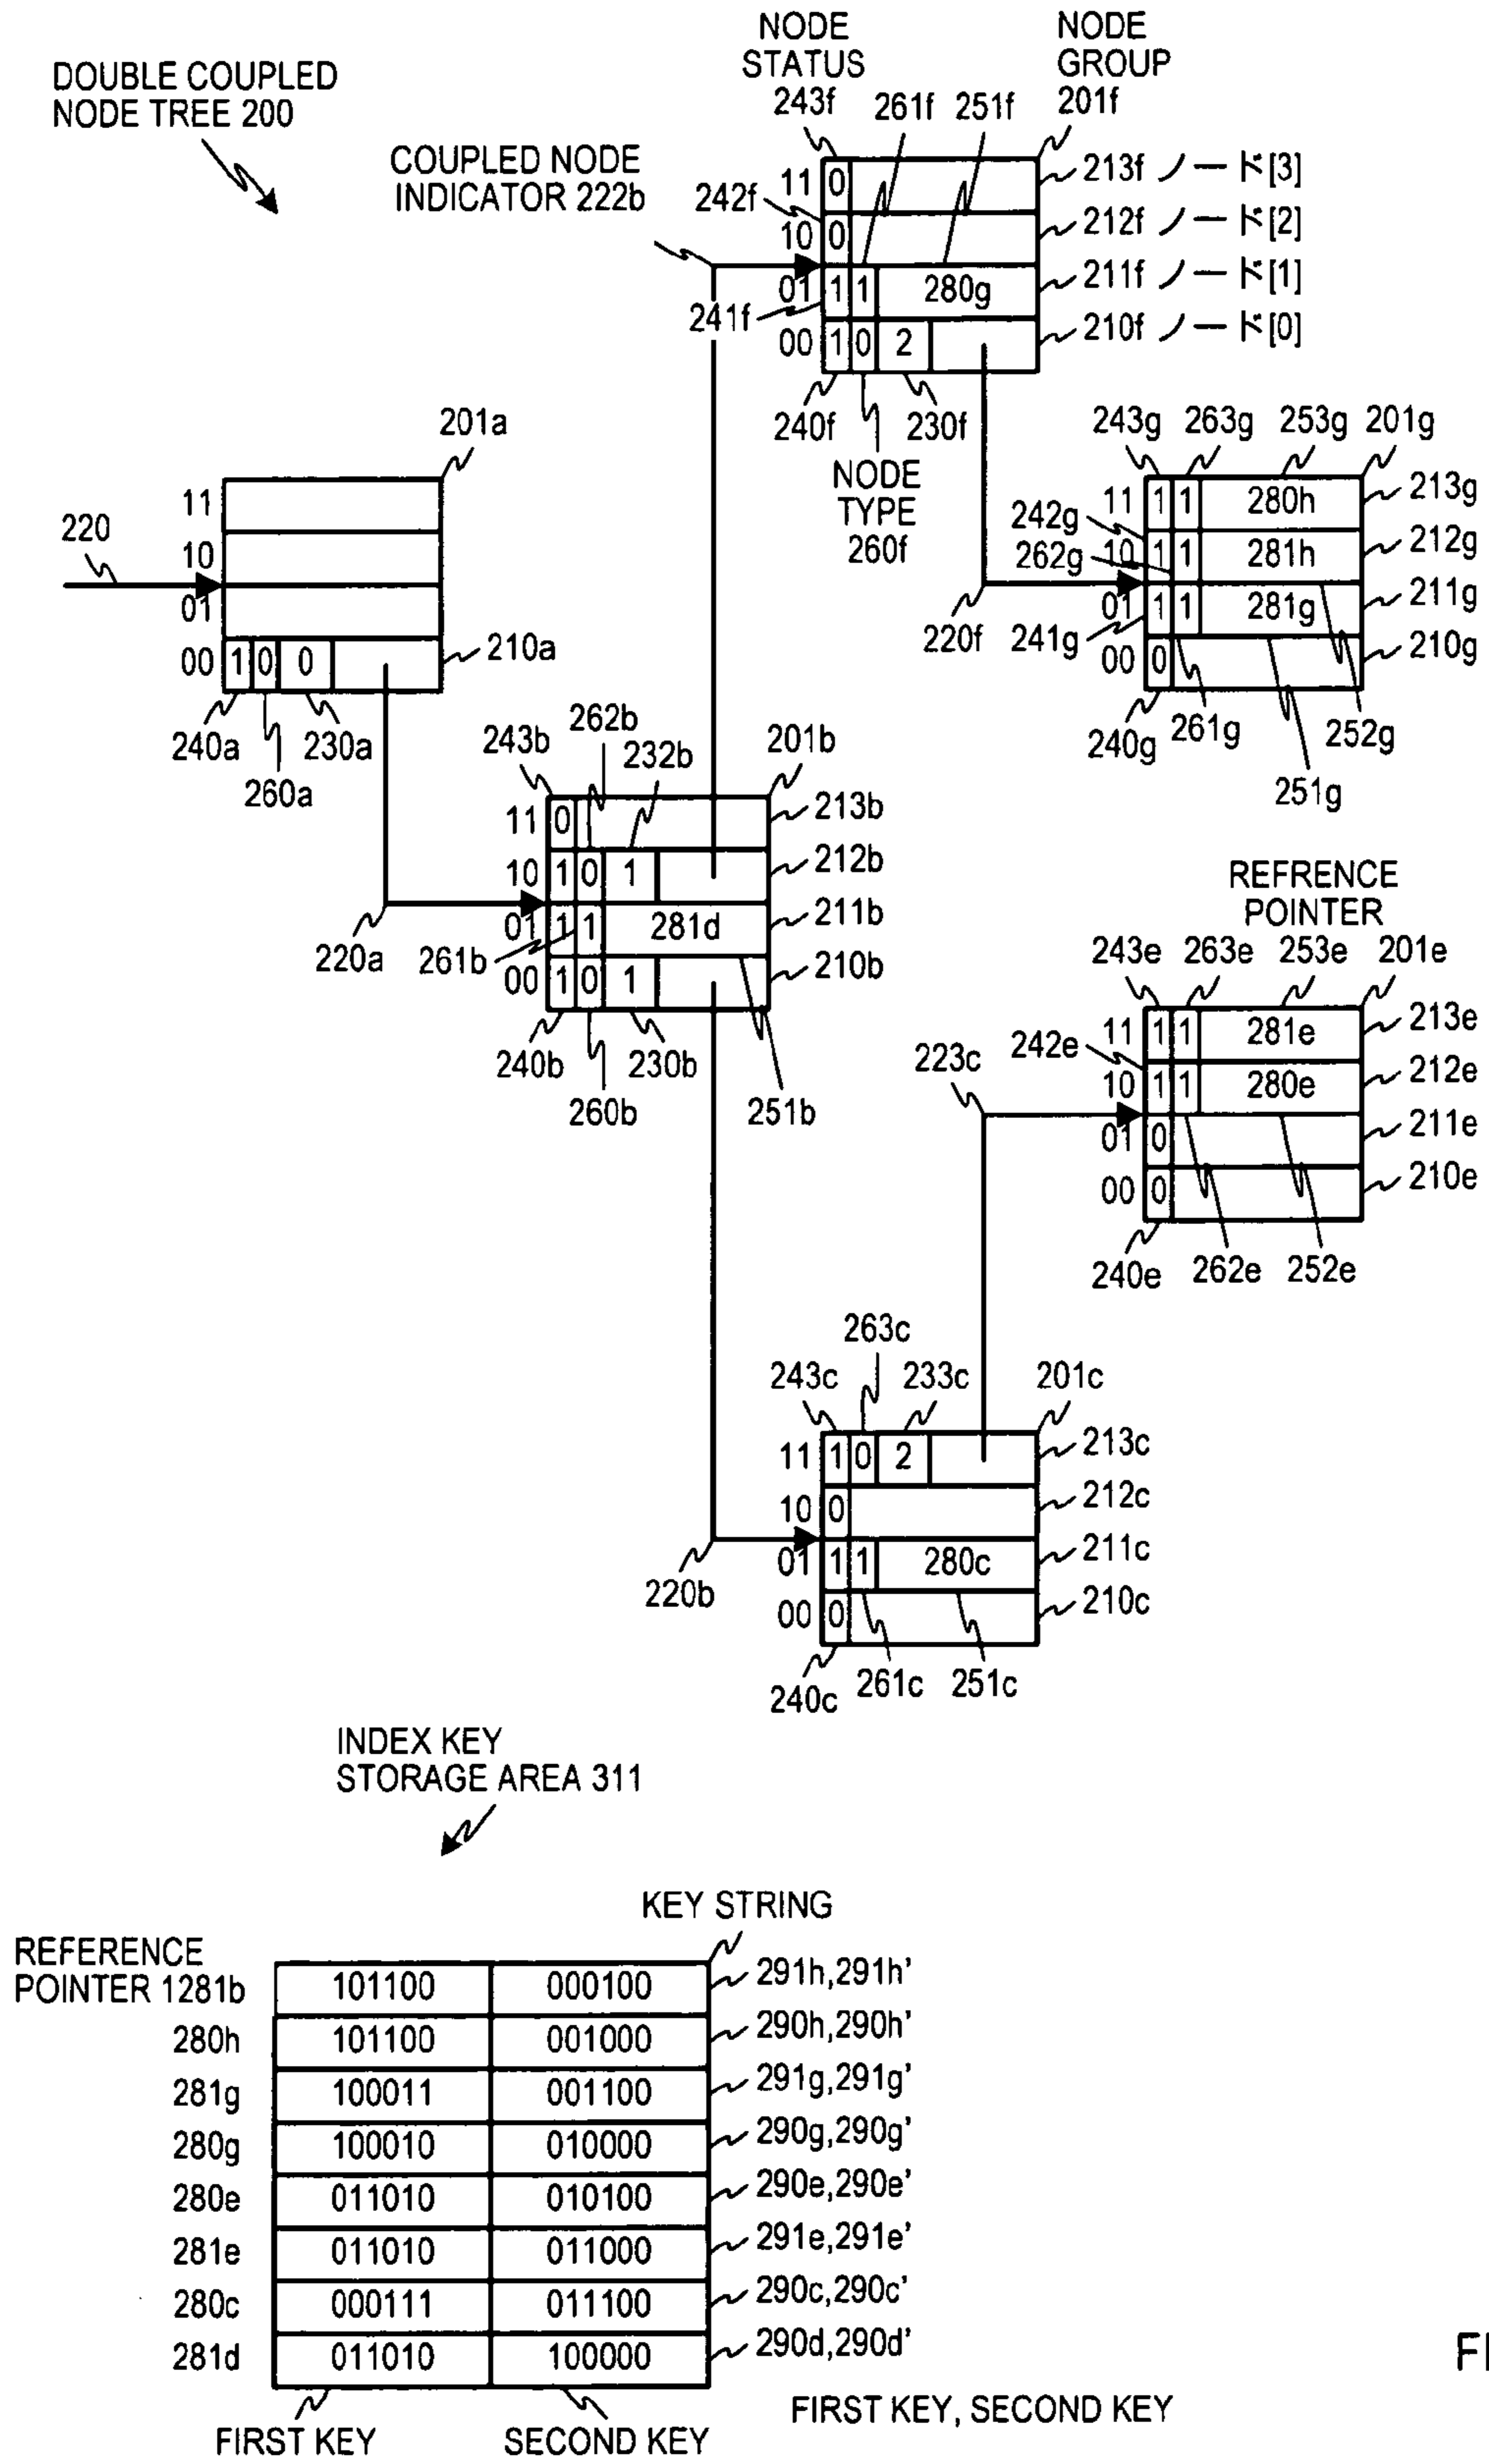 DOUBLE COUPLED
NODE TREE 200
COUPLED NODE
INDICATOR 222b
NODE
STATUS
243f
261f
251f
NODE
GROUP
201f
242f
241f
11 0
213f ノード[3]
10 0
212f ノード[2]
01 1 1 280g
211f ノード[1]
00 1 0 2
210f ノード[0]
240f
230f
NODE
TYPE
260f
201a
220
11
10
01
00 1 0 0
210a
240a
230a
260a
220f
243g 263g 253g 201g
11 1 1 280h
213g
242g
10 1 1 281h
212g
262g
01 1 1 281g
211g
241g
00 0
210g
240g 261g 252g
251g
243b 262b 232b 201b
11 0
213b
10 1 0 1
212b
01 1 1 281d
211b
00 1 0 1
210b
220a
261b
240b 230b
260b
251b
REFRENCE
POINTER
243e 263e 253e 201e
11 1 1 281e
213e
242e
10 1 1 280e
212e
01 0
211e
00 0
210e
223c
240e 262e 252e
263c
243c 233c 201c
11 1 0 2
213c
10 0
212c
01 1 1 280c
211c
00 0
210c
220b
240c 261c 251c
INDEX KEY
STORAGE AREA 311
KEY STRING
REFERENCE
POINTER 1281b 101100 000100 291h,291h'
280h 101100 001000 290h,290h'
281g 100011 001100 291g,291g'
280g 100010 010000 290g,290g'
280e 011010 010100 290e,290e'
281e 011010 011000 291e,291e'
280c 000111 011100 290c,290c'
281d 011010 100000 290d,290d'
FIRST KEY SECOND KEY
FIRST KEY, SECOND KEY